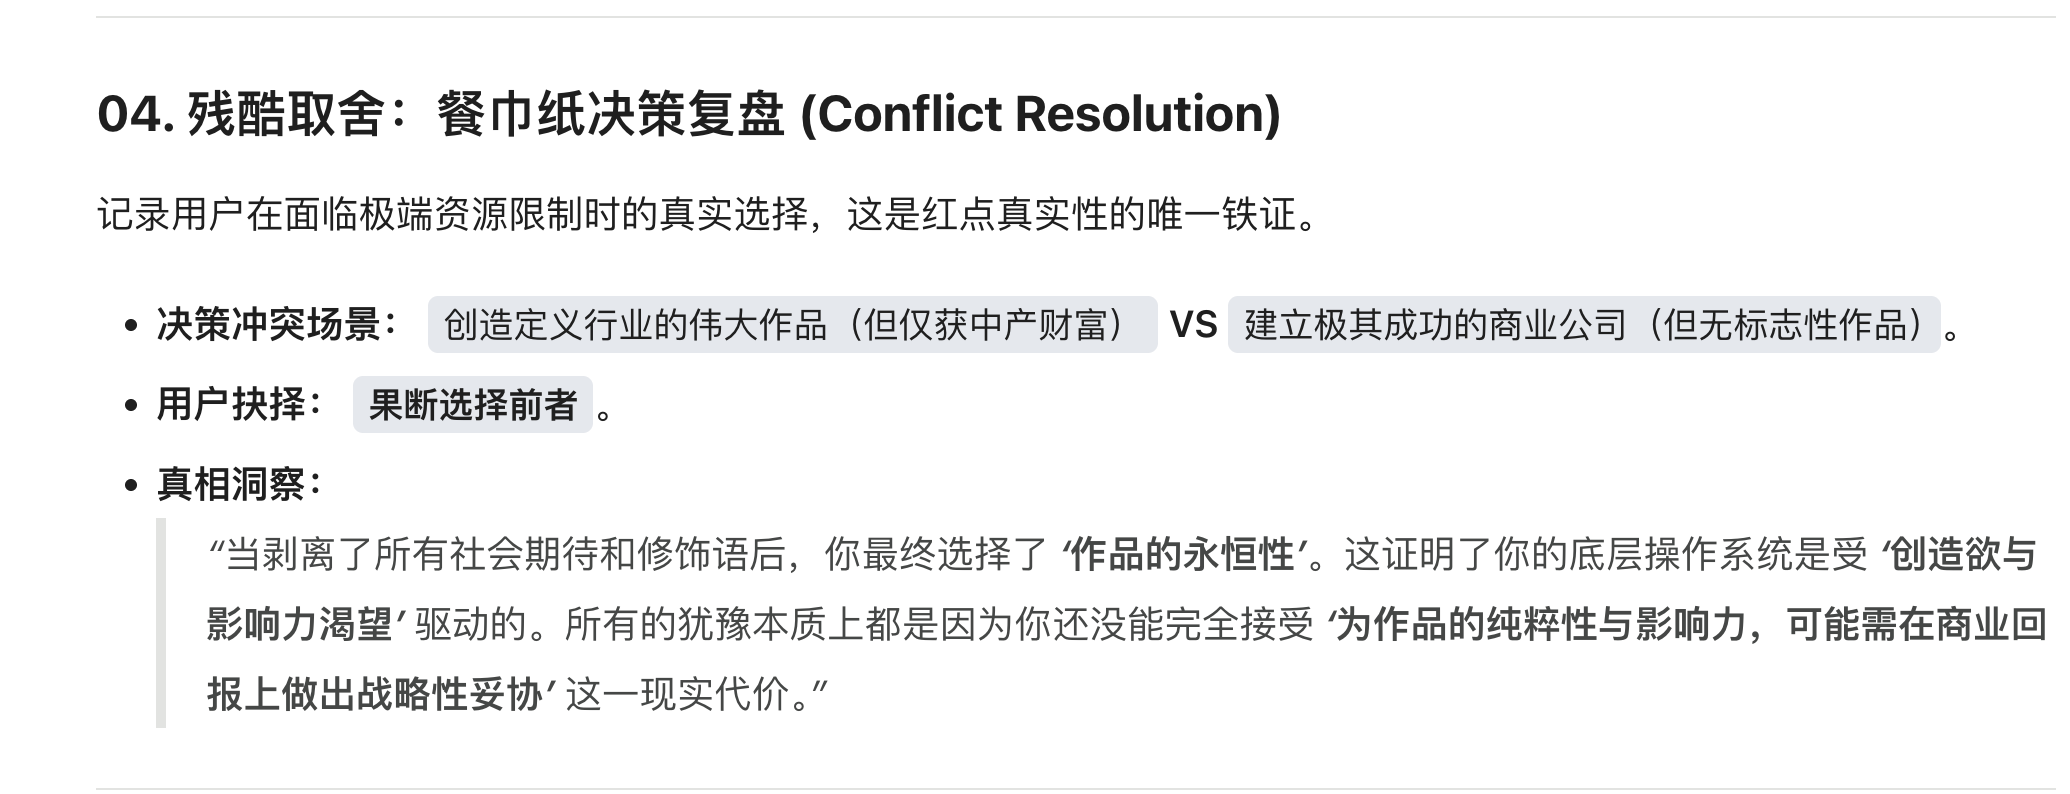 04. 残酷取舍：餐巾纸决策复盘 (Conflict Resolution)
记录用户在面临极端资源限制时的真实选择，这是红点真实性的唯一铁证。
• 决策冲突场景： 创造定义行业的伟大作品（但仅获中产财富） VS 建立极其成功的商业公司（但无标志性作品）。
• 用户抉择： 果断选择前者。
• 真相洞察：
“当剥离了所有社会期待和修饰语后，你最终选择了 ‘作品的永恒性’。这证明了你的底层操作系统是受 ‘创造欲与
影响力渴望’ 驱动的。所有的犹豫本质上都是因为你还没能完全接受 ‘为作品的纯粹性与影响力，可能需在商业回
报上做出战略性妥协’ 这一现实代价。”